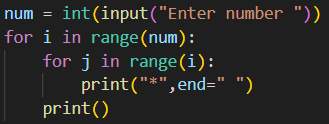 num = int(input("Enter number "))
for i in range(num):
    for j in range(i):
        print("*",end=" ")
    print()